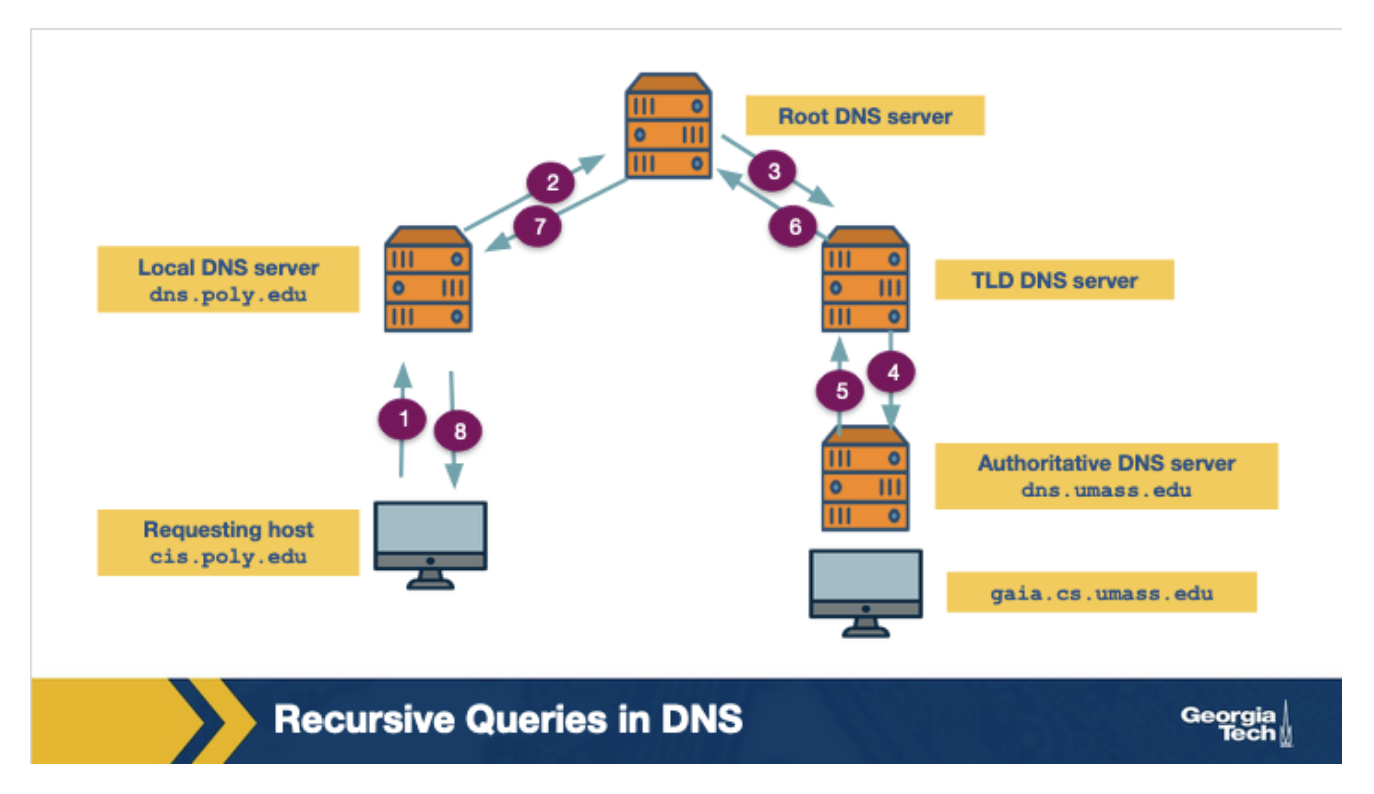 Root DNS server
2
3
7
6
Local DNS server
dns.poly.edu
TLD DNS server
1
8
5
4
Authoritative DNS server
dns.umass.edu
Requesting host
cis.poly.edu
gaia.cs.umass.edu
Recursive Queries in DNS
Georgia
Tech